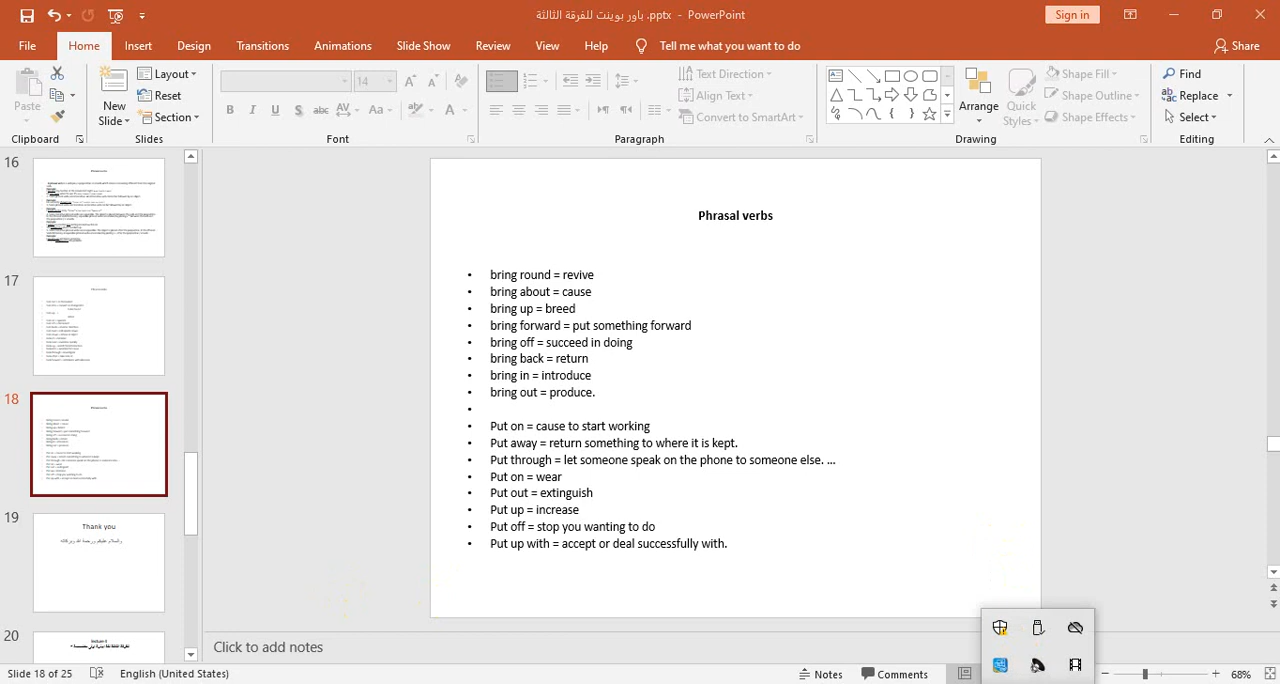 باور بوينت للفرقة الثالثة .pptx - PowerPoint
Sign in
File Home Insert Design Transitions Animations Slide Show Review View Help Tell me what you want to do Share
Paste
New Slide
Layout
Reset
Section
14
Text Direction
Align Text
Convert to SmartArt
Arrange
Quick Styles
Shape Fill
Shape Outline
Shape Effects
Find
Replace
Select
Clipboard Slides Font Paragraph Drawing Editing
16
17
18
19
Thank you
والسلام عليكم ورحمة الله وبركاته
20
Phrasal verbs
• bring round = revive
• bring about = cause
• bring up = breed
• bring forward = put something forward
• bring off = succeed in doing
• bring back = return
• bring in = introduce
• bring out = produce.
•
• Put on = cause to start working
• Put away = return something to where it is kept.
• Put through = let someone speak on the phone to someone else. ...
• Put on = wear
• Put out = extinguish
• Put up = increase
• Put off = stop you wanting to do
• Put up with = accept or deal successfully with.
Click to add notes
Slide 18 of 25 English (United States) Notes Comments 68%